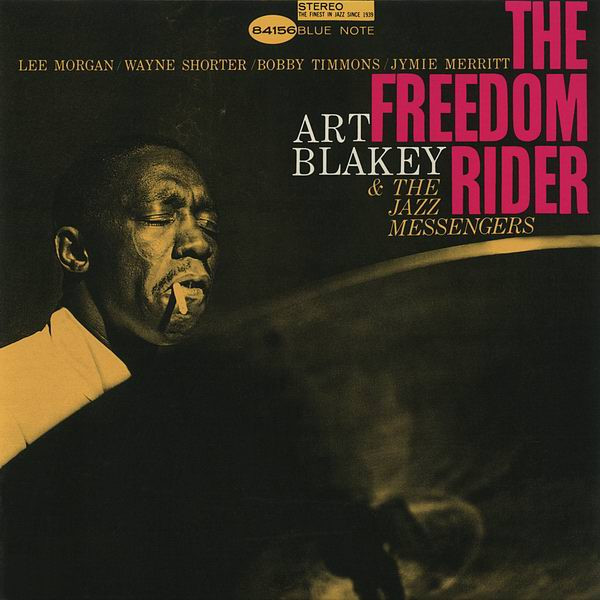 STEREO
THE FINEST IN JAZZ SINCE 1939
84156 BLUE NOTE
LEE MORGAN/WAYNE SHORTER/BOBBY TIMMONS/JYMIE MERRITT
THE
FREEDOM
RIDER
ART
BLAKEY
& THE
JAZZ
MESSENGERS